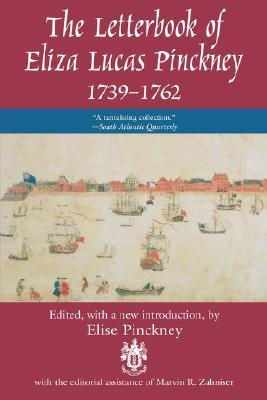 The Letterbook of
Eliza Lucas Pinckney
1739–1762
"A tantalizing collection."
—South Atlantic Quarterly
Edited, with a new introduction, by
Elise Pinckney
with the editorial assistance of Marvin R. Zahniser